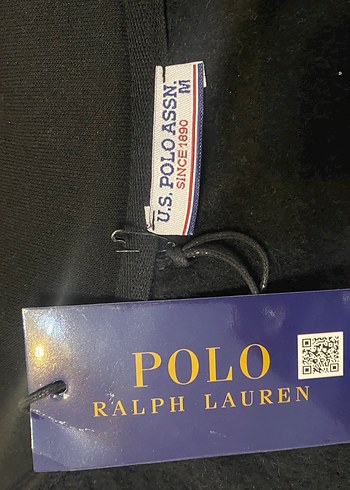 U.S. POLO ASSN.
SINCE 1890
M
POLO
RALPH LAUREN